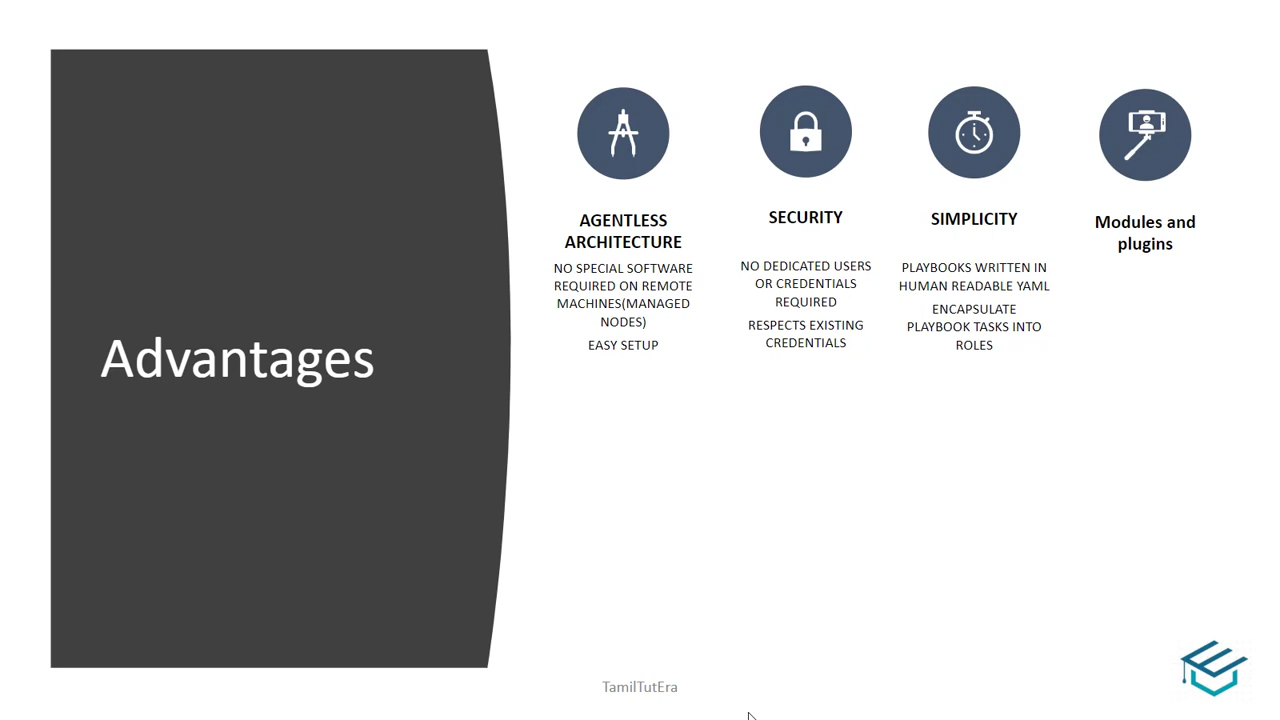 Advantages
AGENTLESS
ARCHITECTURE
NO SPECIAL SOFTWARE
REQUIRED ON REMOTE
MACHINES(MANAGED
NODES)
EASY SETUP
SECURITY
NO DEDICATED USERS
OR CREDENTIALS
REQUIRED
RESPECTS EXISTING
CREDENTIALS
SIMPLICITY
PLAYBOOKS WRITTEN IN
HUMAN READABLE YAML
ENCAPSULATE
PLAYBOOK TASKS INTO
ROLES
Modules and
plugins
TamilTutEra